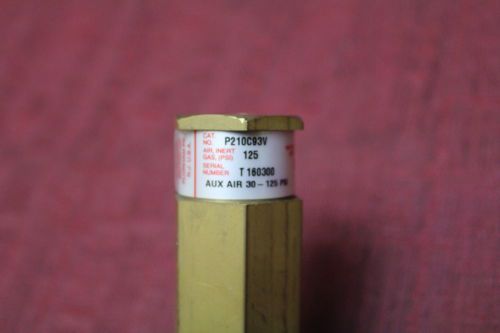 CAT
NO. P210C93V
AIR, INERT
GAS, (PSI) 125
SERIAL
NUMBER T 160300
AUX AIR 30 – 125 PSI
N.J. U.S.A.